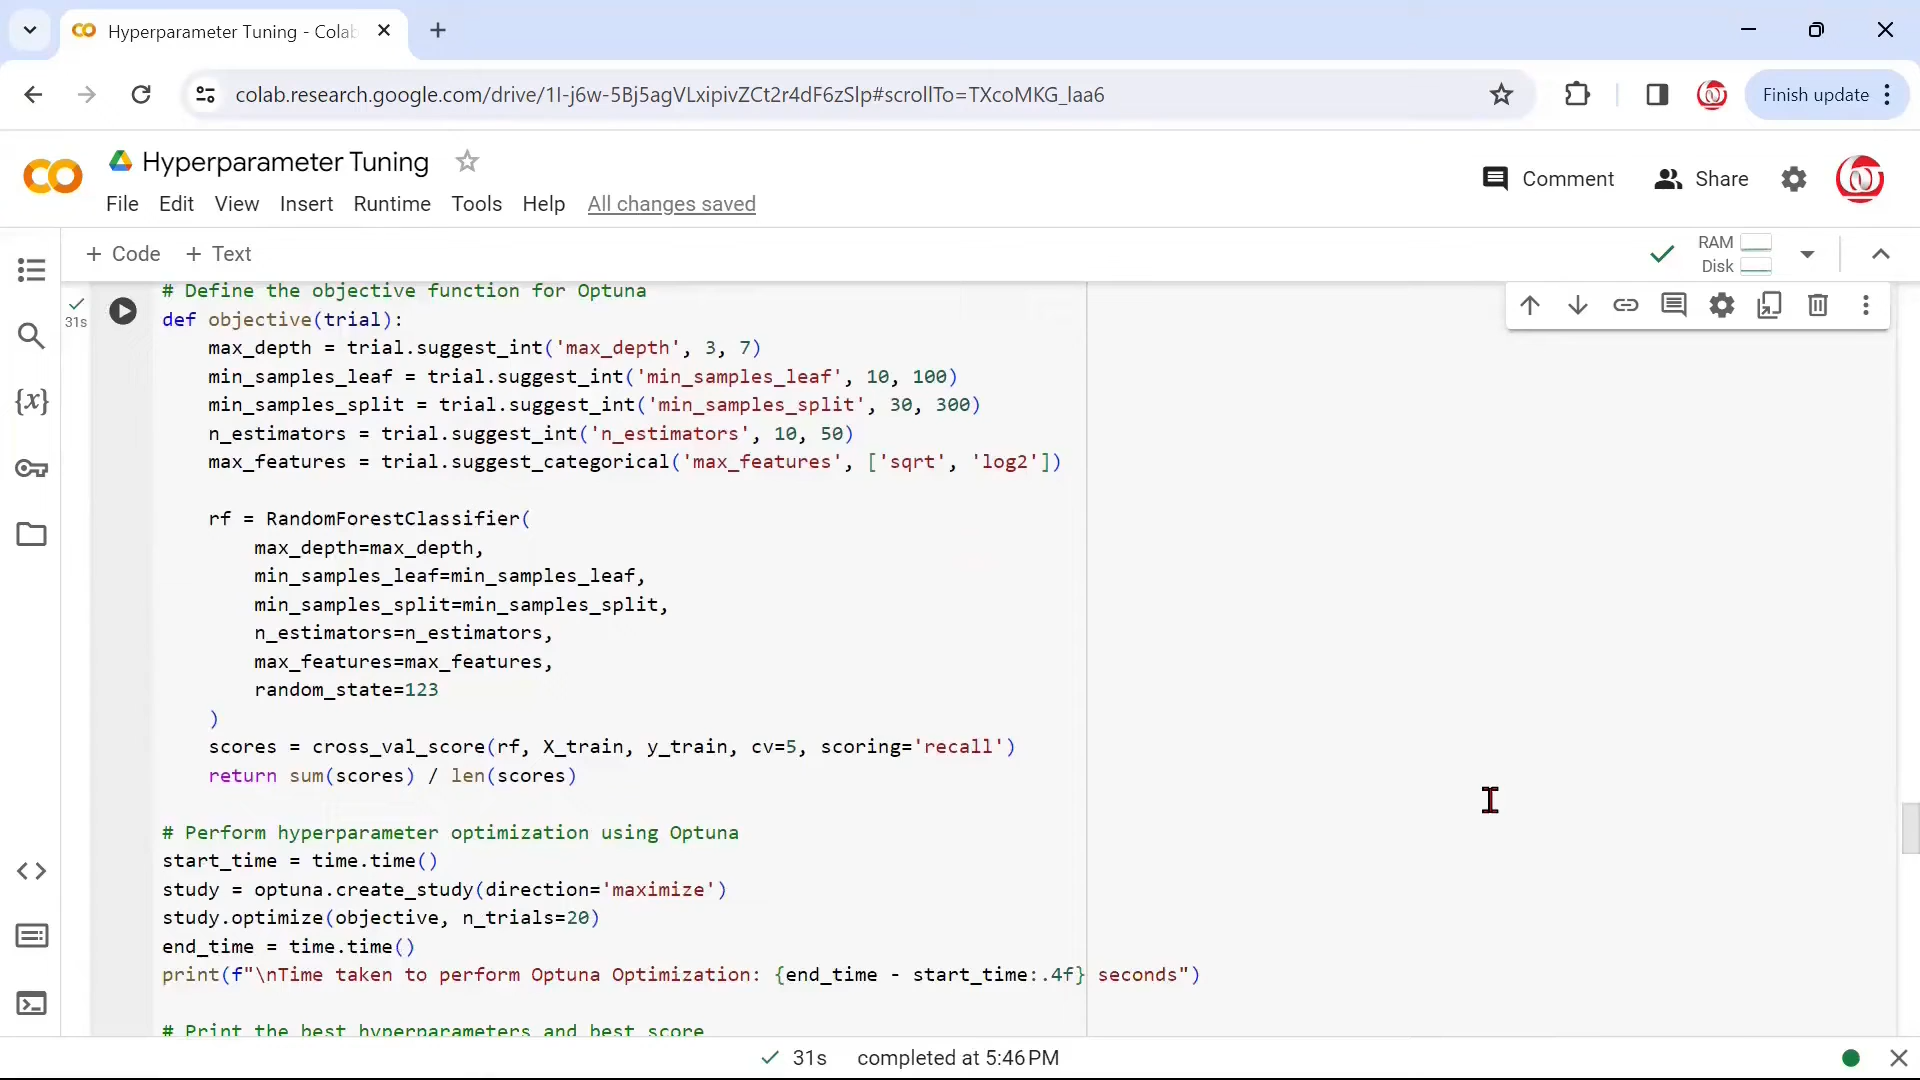 Hyperparameter Tuning - Colab
colab.research.google.com/drive/1I-j6w-5Bj5agVLxipivZCt2r4dF6zSlp#scrollTo=TXcoMKG_laa6
Finish update
Hyperparameter Tuning
Comment
Share
File Edit View Insert Runtime Tools Help All changes saved
+ Code + Text
RAM
Disk
31s
# Define the objective function for Optuna
def objective(trial):
    max_depth = trial.suggest_int('max_depth', 3, 7)
    min_samples_leaf = trial.suggest_int('min_samples_leaf', 10, 100)
    min_samples_split = trial.suggest_int('min_samples_split', 30, 300)
    n_estimators = trial.suggest_int('n_estimators', 10, 50)
    max_features = trial.suggest_categorical('max_features', ['sqrt', 'log2'])
    rf = RandomForestClassifier(
        max_depth=max_depth,
        min_samples_leaf=min_samples_leaf,
        min_samples_split=min_samples_split,
        n_estimators=n_estimators,
        max_features=max_features,
        random_state=123
    )
    scores = cross_val_score(rf, X_train, y_train, cv=5, scoring='recall')
    return sum(scores) / len(scores)
# Perform hyperparameter optimization using Optuna
start_time = time.time()
study = optuna.create_study(direction='maximize')
study.optimize(objective, n_trials=20)
end_time = time.time()
print(f"\nTime taken to perform Optuna Optimization: {end_time - start_time:.4f} seconds")
# Print the best hyperparameters and best score
31s completed at 5:46 PM